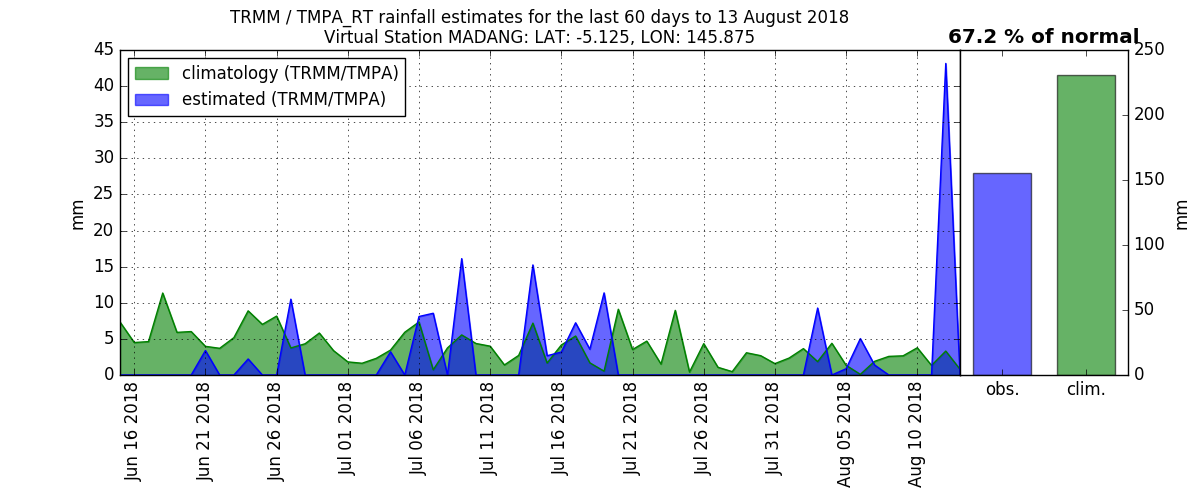 TRMM / TMPA_RT rainfall estimates for the last 60 days to 13 August 2018
Virtual Station MADANG: LAT: -5.125, LON: 145.875
67.2 % of normal
climatology (TRMM/TMPA)
estimated (TRMM/TMPA)
45
40
35
30
25
20
15
10
5
0
mm
Jun 16 2018
Jun 21 2018
Jun 26 2018
Jul 01 2018
Jul 06 2018
Jul 11 2018
Jul 16 2018
Jul 21 2018
Jul 26 2018
Jul 31 2018
Aug 05 2018
Aug 10 2018
obs.
clim.
250
200
150
100
50
0
mm